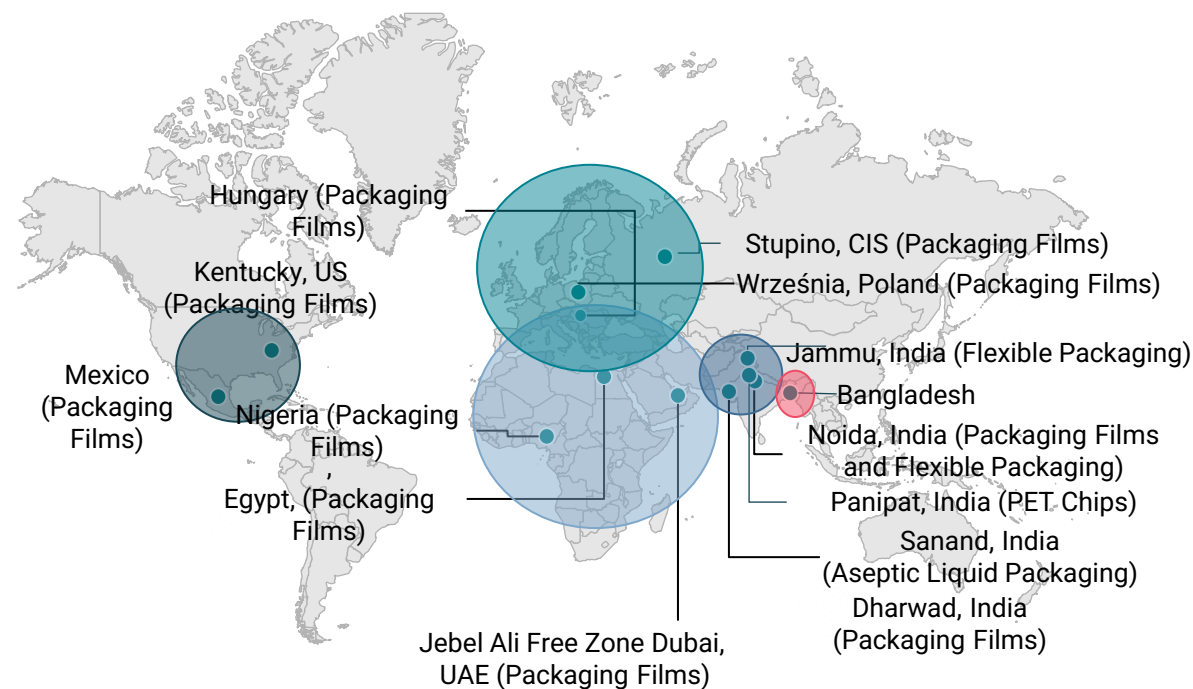 Hungary (Packaging
Films)
Kentucky, US
(Packaging Films)
Mexico
(Packaging
Films)
Nigeria (Packaging
Films)
,
Egypt, (Packaging
Films)
Jebel Ali Free Zone Dubai,
UAE (Packaging Films)
Stupino, CIS (Packaging Films)
Września, Poland (Packaging Films)
Jammu, India (Flexible Packaging)
Bangladesh
Noida, India (Packaging Films
and Flexible Packaging)
Panipat, India (PET Chips)
Sanand, India
(Aseptic Liquid Packaging)
Dharwad, India
(Packaging Films)